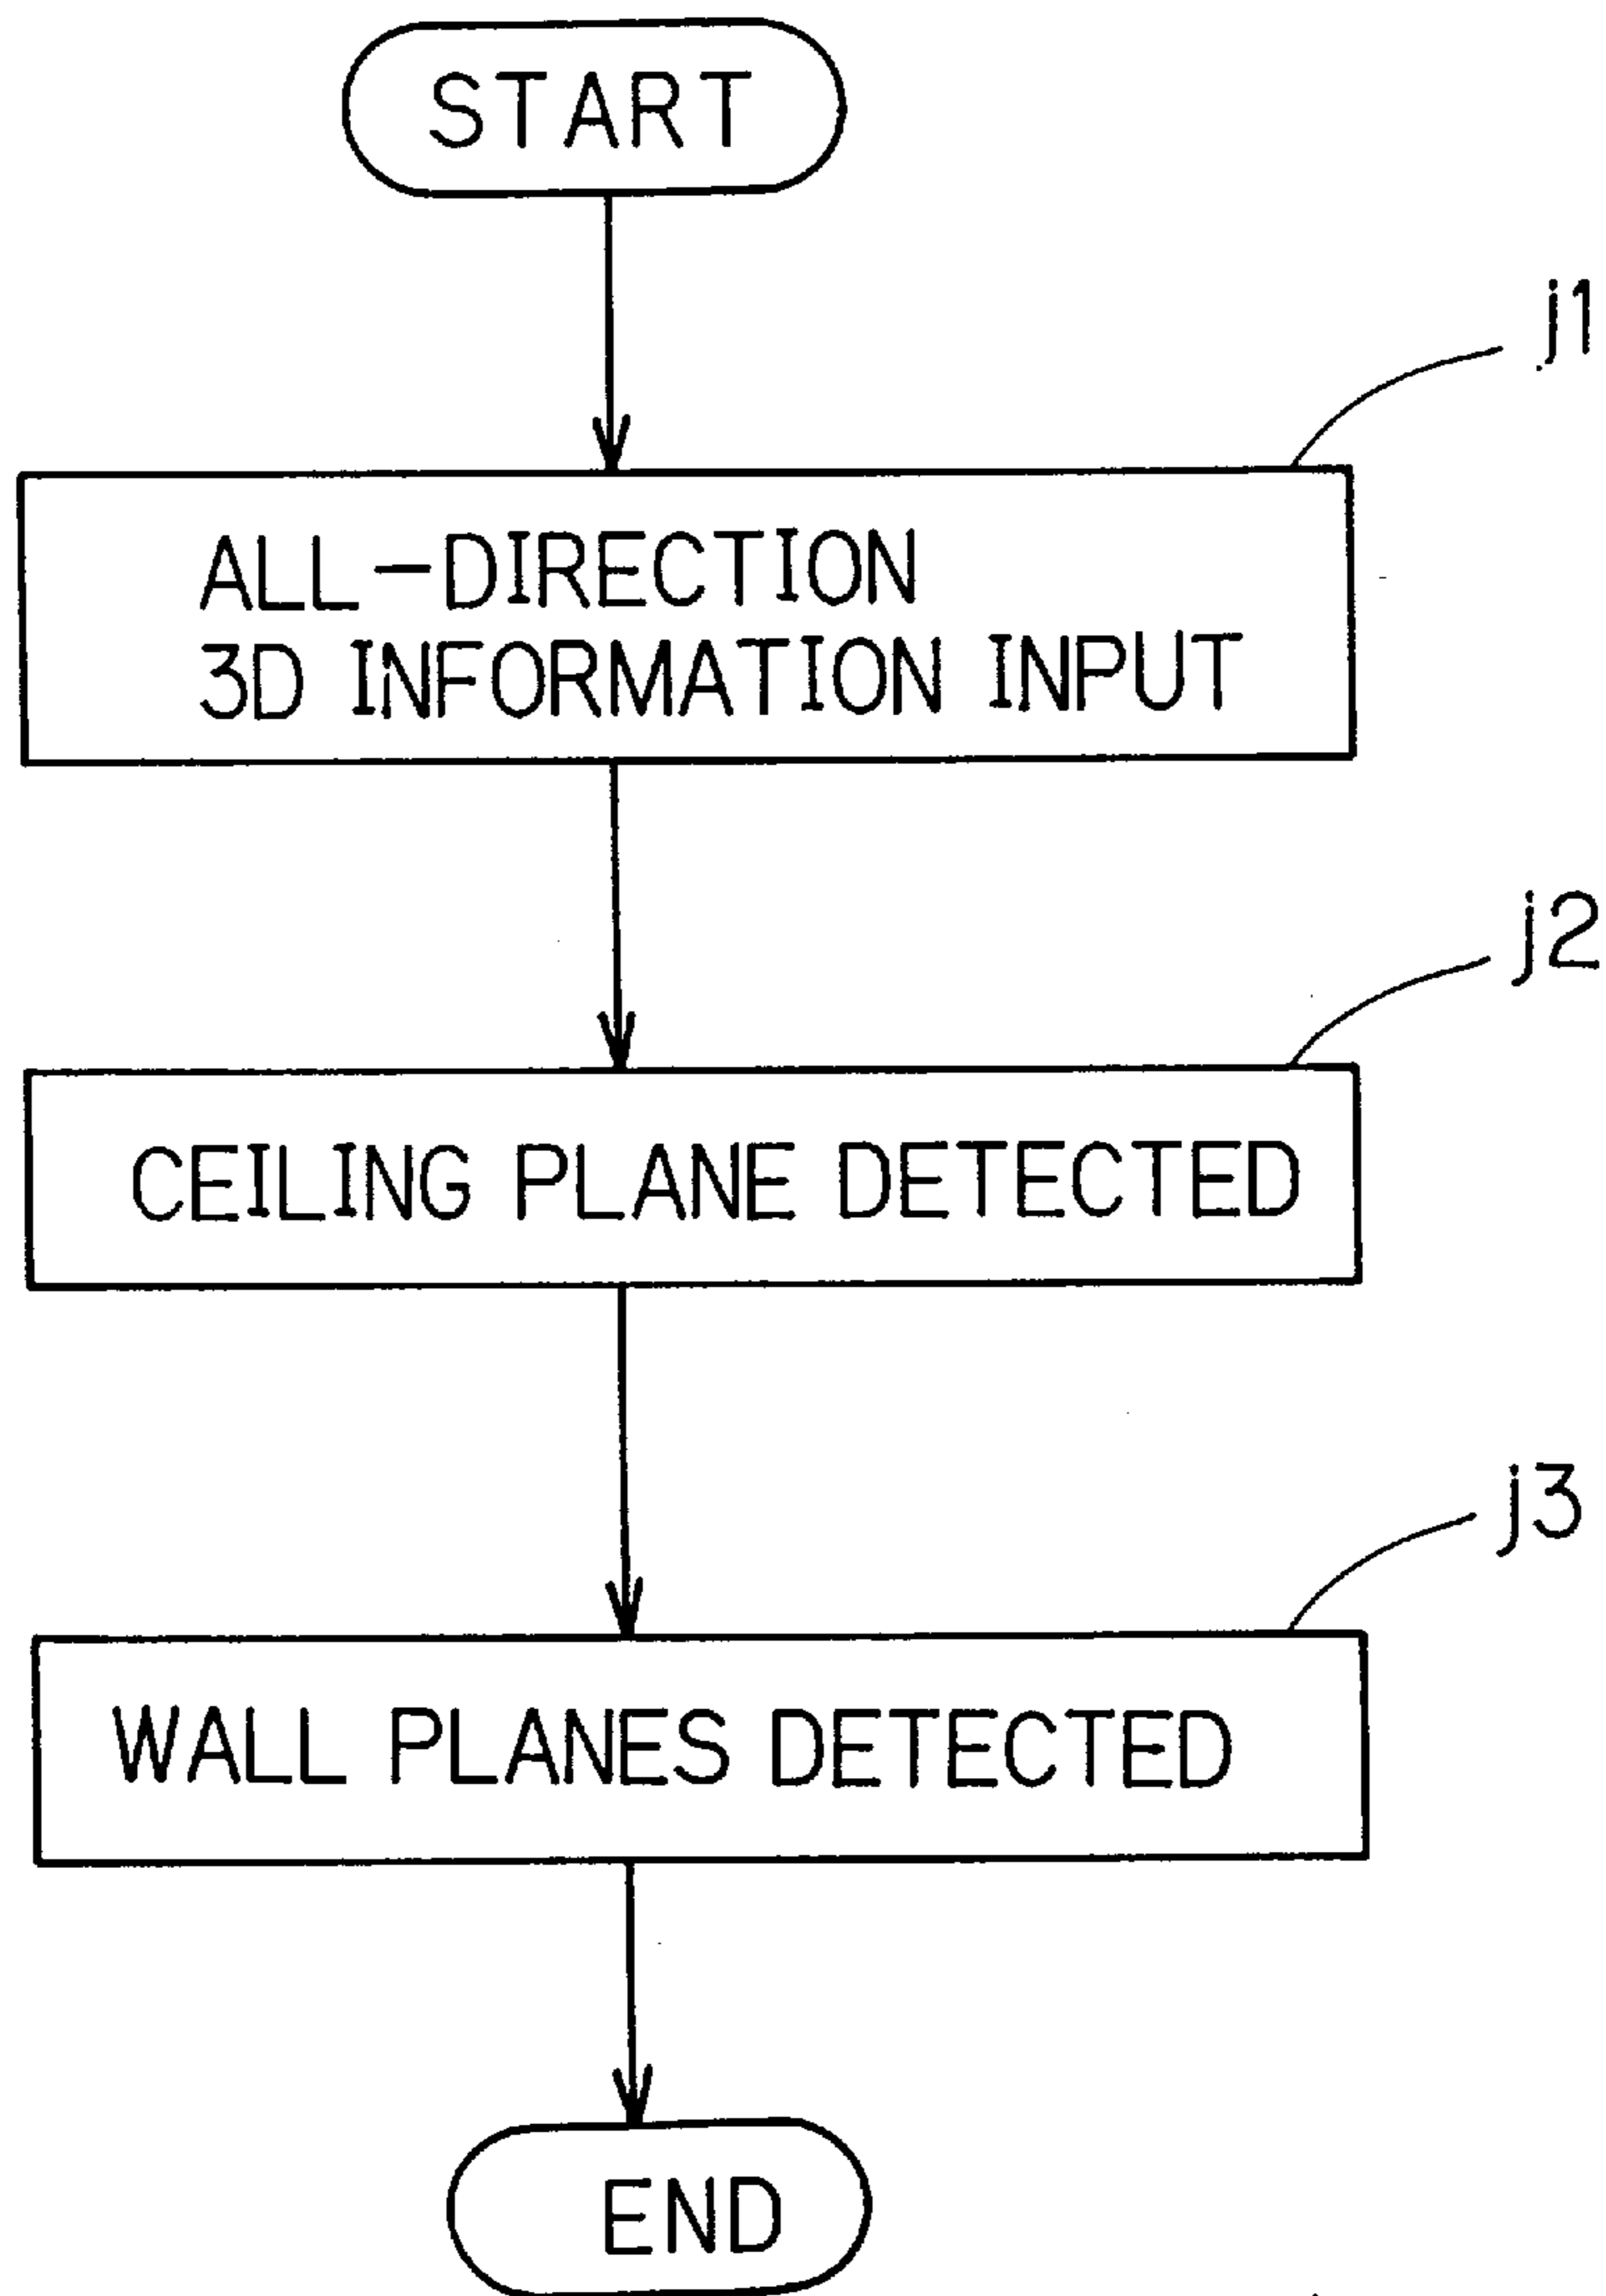 START
j1
ALL-DIRECTION
3D INFORMATION INPUT
j2
CEILING PLANE DETECTED
j3
WALL PLANES DETECTED
END